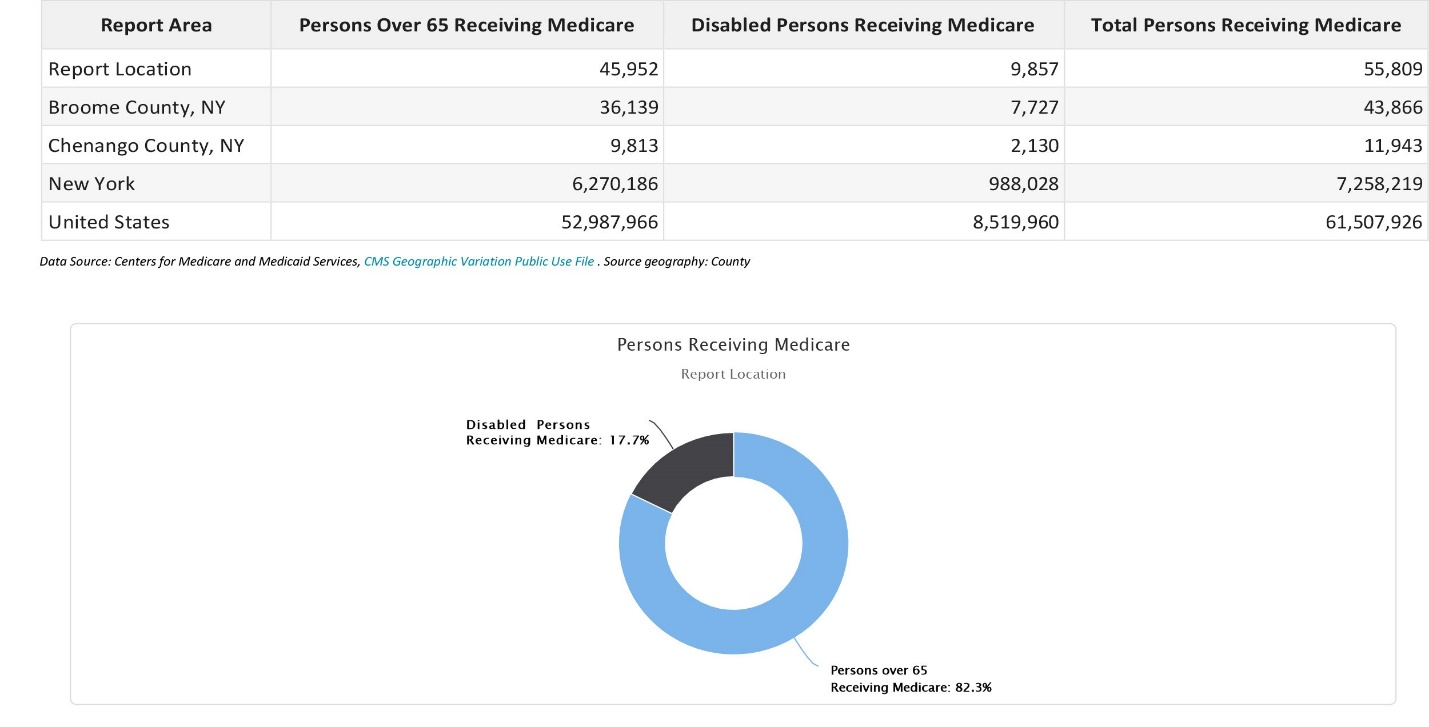 Report Area Persons Over 65 Receiving Medicare Disabled Persons Receiving Medicare Total Persons Receiving Medicare
Report Location 45,952 9,857 55,809
Broome County, NY 36,139 7,727 43,866
Chenango County, NY 9,813 2,130 11,943
New York 6,270,186 988,028 7,258,219
United States 52,987,966 8,519,960 61,507,926
Data Source: Centers for Medicare and Medicaid Services, CMS Geographic Variation Public Use File . Source geography: County
Persons Receiving Medicare
Report Location
Disabled Persons
Receiving Medicare: 17.7%
Persons over 65
Receiving Medicare: 82.3%